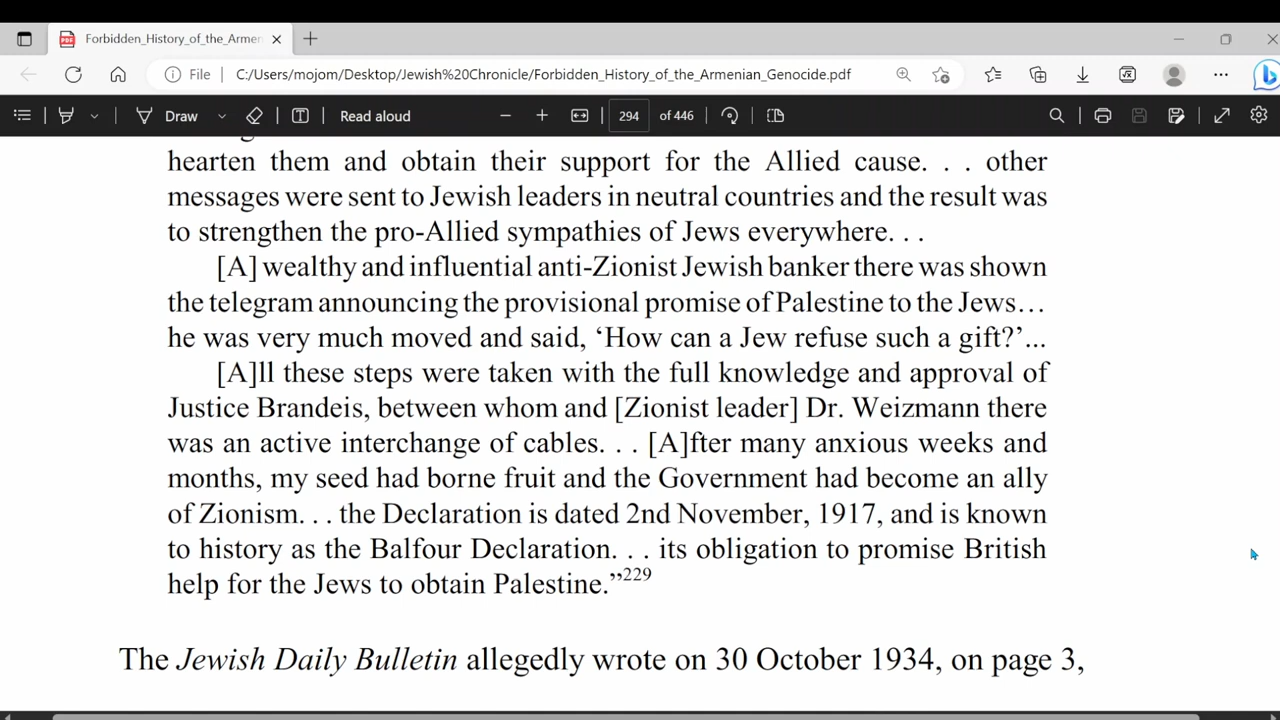 Forbidden_History_of_the_Armen
File C:/Users/mojom/Desktop/Jewish%20Chronicle/Forbidden_History_of_the_Armenian_Genocide.pdf
Draw Read aloud 294 of 446
hearten them and obtain their support for the Allied cause. . . other
messages were sent to Jewish leaders in neutral countries and the result was
to strengthen the pro-Allied sympathies of Jews everywhere. . .
[A] wealthy and influential anti-Zionist Jewish banker there was shown
the telegram announcing the provisional promise of Palestine to the Jews…
he was very much moved and said, ‘How can a Jew refuse such a gift?’...
[A]ll these steps were taken with the full knowledge and approval of
Justice Brandeis, between whom and [Zionist leader] Dr. Weizmann there
was an active interchange of cables. . . [A]fter many anxious weeks and
months, my seed had borne fruit and the Government had become an ally
of Zionism. . . the Declaration is dated 2nd November, 1917, and is known
to history as the Balfour Declaration. . . its obligation to promise British
help for the Jews to obtain Palestine.”229
The Jewish Daily Bulletin allegedly wrote on 30 October 1934, on page 3,